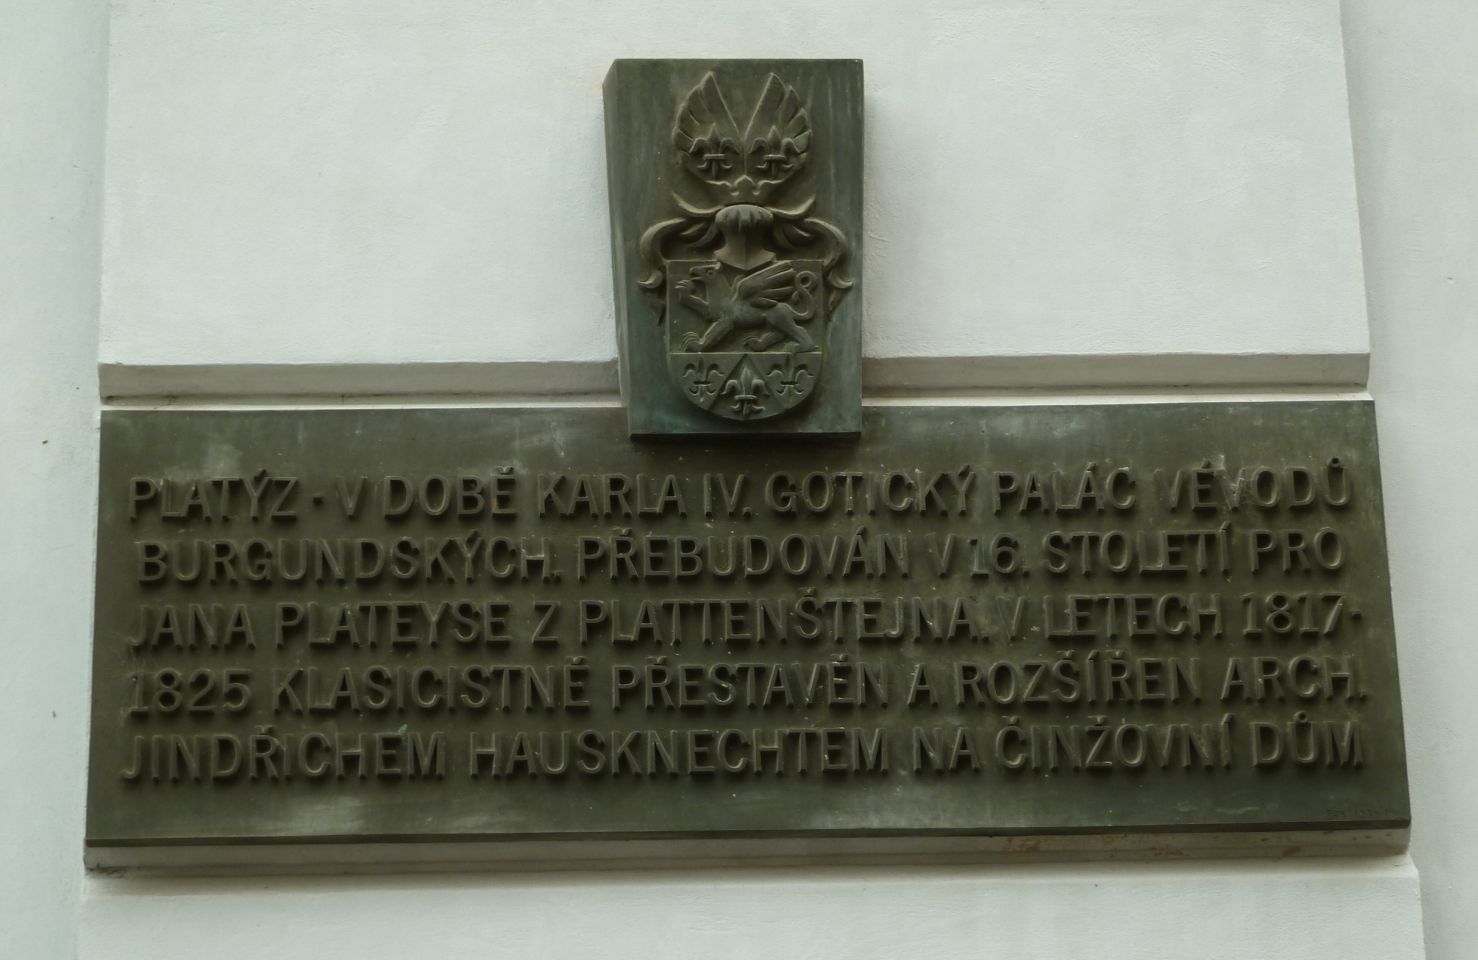 PLATÝZ · V DOBĚ KARLA IV. GOTICKÝ PALÁC VÉVODŮ
BURGUNDSKÝCH, PŘEBUDOVÁN V 16. STOLETÍ PRO
JANA PLATEYSE Z PLATTENŠTEJNA. V LETECH 1817-
1825 KLASICISTNĚ PŘESTAVĚN A ROZŠÍŘEN ARCH.
JINDŘICHEM HAUSKNECHTEM NA ČINŽOVNÍ DŮM